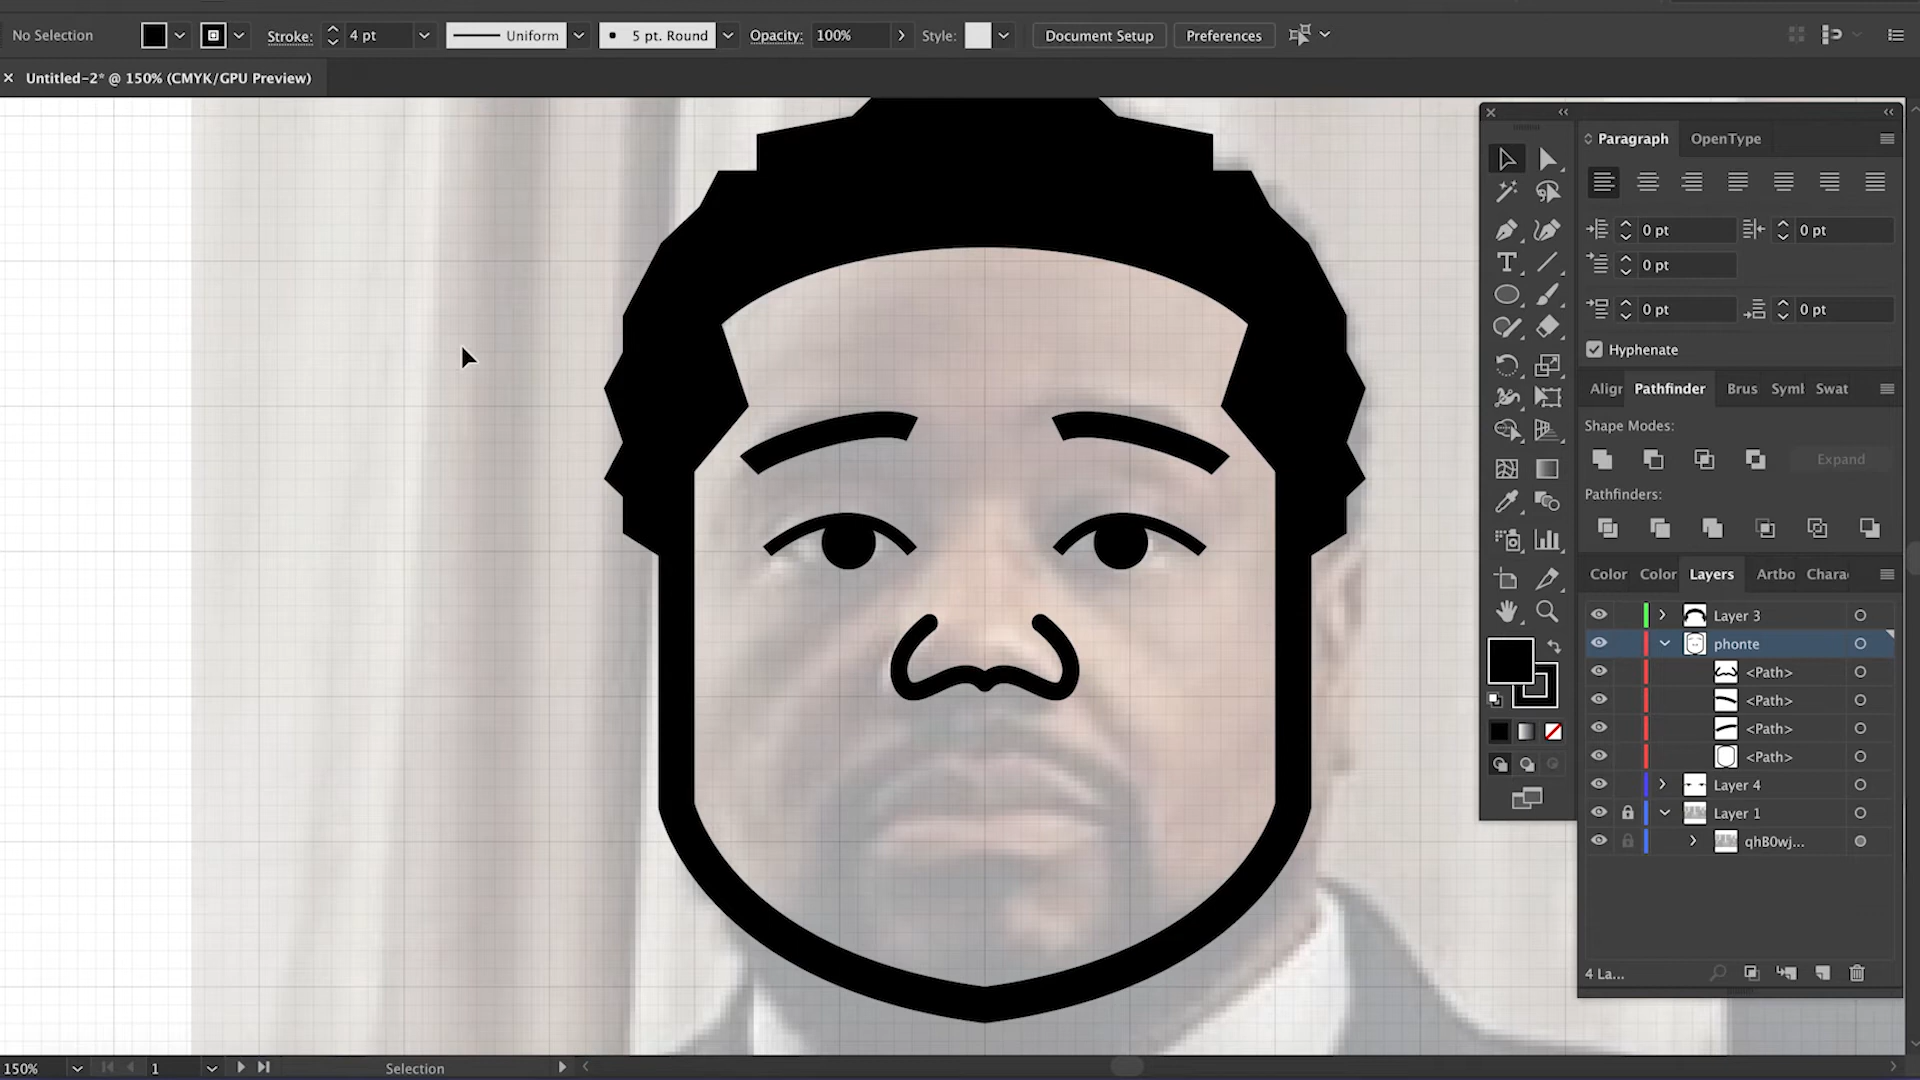 No Selection Stroke: 4 pt Uniform 5 pt. Round Opacity: 100% Style: Document Setup Preferences
Untitled-2* @ 150% (CMYK/GPU Preview)
Paragraph OpenType
0 pt 0 pt
0 pt
0 pt 0 pt
Hyphenate
Aligr Pathfinder Brus Symb Swat
Shape Modes:
Expand
Pathfinders:
Color Color Layers Artbo Chara
Layer 3
phonte
<Path>
<Path>
<Path>
<Path>
Layer 4
Layer 1
qhB0wj...
4 La...
150% 1 Selection